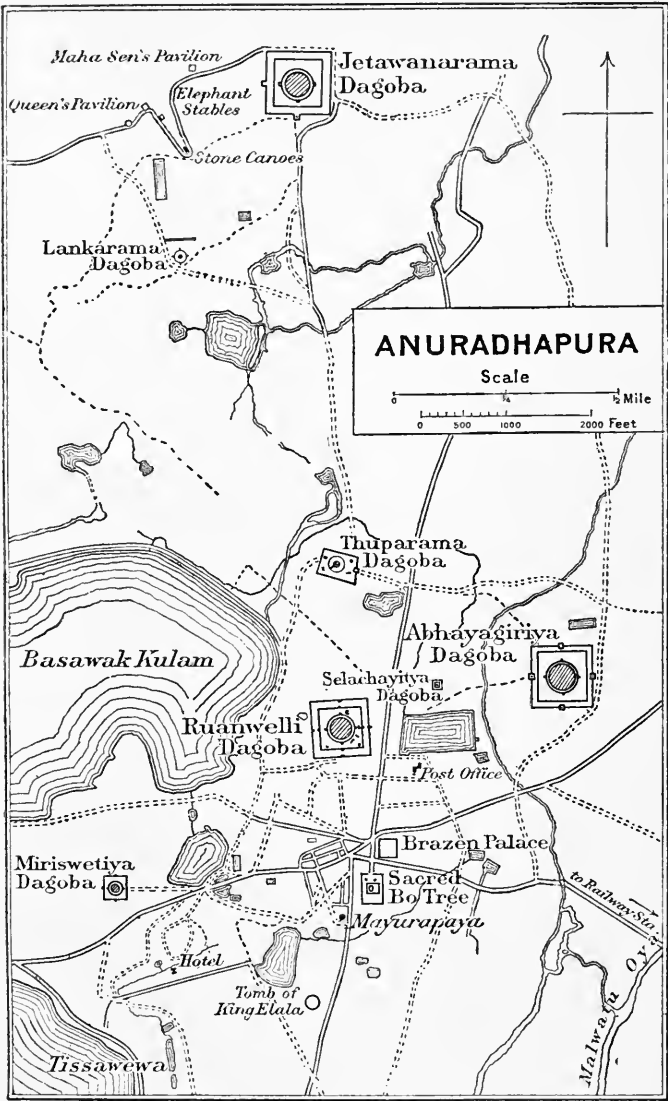 Maha Sen's Pavilion
Jetawanarama
Dagoba
Queen's Pavilion
Elephant
Stables
Stone Canoes
Lankárama
Dagoba
ANURADHAPURA
Scale
0 ¼ ½ Mile
0 500 1000 2000 Feet
Thuparama
Dagoba
Basawak Kulam
Abhayagiriya
Dagoba
Selachayitya
Dagoba
Ruanwelli
Dagoba
Post Office
Brazen Palace
Miriswetiya
Dagoba
Sacred
Bo Tree
to Railway Sta.
Mayurapaya
Hotel
Tomb of
King Elala
Malwatu Oy
Tissawewa